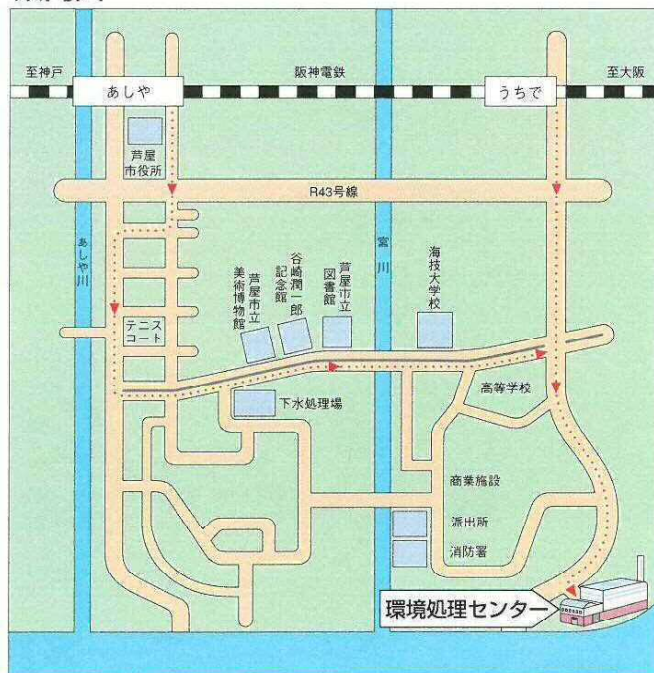 至神戸
阪神電鉄
至大阪
あしや
うちで
芦屋
市役所
R43号線
あしや川
宮川
海技大学校
芦屋市立
図書館
谷崎潤一郎
記念館
芦屋市立
美術博物館
テニス
コート
高等学校
下水処理場
商業施設
派出所
消防署
環境処理センター